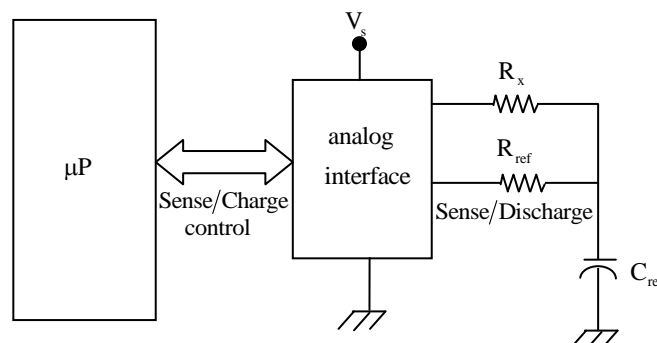 V_s
R_x
analog
interface
R_ref
μP
Sense/Charge
control
Sense/Discharge
C_re